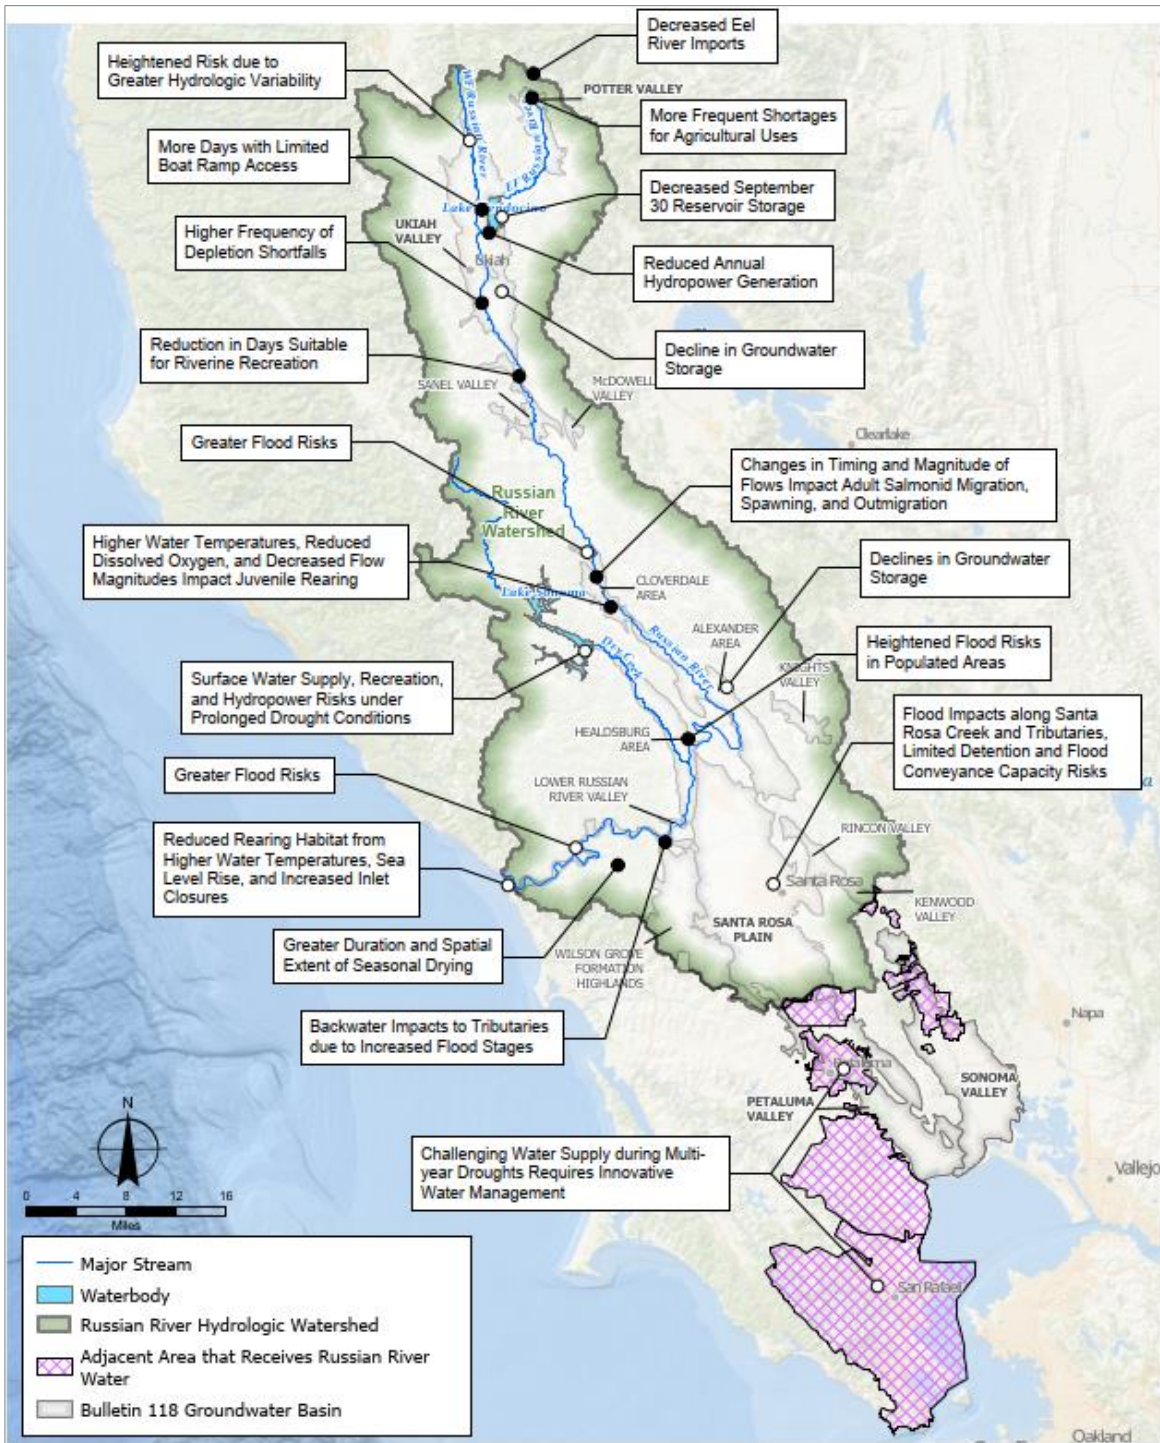 Decreased Eel
River Imports
Heightened Risk due to
Greater Hydrologic Variability
POTTER VALLEY
WF Russian River
EF Russian River
More Frequent Shortages
for Agricultural Uses
More Days with Limited
Boat Ramp Access
Decreased September
30 Reservoir Storage
Lake Mendocino
UKIAH
VALLEY
Higher Frequency of
Depletion Shortfalls
Ukiah
Reduced Annual
Hydropower Generation
Reduction in Days Suitable
for Riverine Recreation
Decline in Groundwater
Storage
SANEL VALLEY
McDOWELL
VALLEY
Greater Flood Risks
Clearlake
Changes in Timing and Magnitude of
Flows Impact Adult Salmonid Migration,
Spawning, and Outmigration
Russian
River
Watershed
Higher Water Temperatures, Reduced
Dissolved Oxygen, and Decreased Flow
Magnitudes Impact Juvenile Rearing
Declines in Groundwater
Storage
CLOVERDALE
AREA
Lake Sonoma
ALEXANDER
AREA
Russian River
Dry Creek
Heightened Flood Risks
in Populated Areas
KNIGHTS
VALLEY
Surface Water Supply, Recreation,
and Hydropower Risks under
Prolonged Drought Conditions
Flood Impacts along Santa
Rosa Creek and Tributaries,
Limited Detention and Flood
Conveyance Capacity Risks
HEALDSBURG
AREA
Greater Flood Risks
LOWER RUSSIAN
RIVER VALLEY
RINCON VALLEY
Reduced Rearing Habitat from
Higher Water Temperatures, Sea
Level Rise, and Increased Inlet
Closures
Santa Rosa
KENWOOD
VALLEY
SANTA ROSA
PLAIN
Greater Duration and Spatial
Extent of Seasonal Drying
WILSON GROVE
FORMATION
HIGHLANDS
Backwater Impacts to Tributaries
due to Increased Flood Stages
Napa
Petaluma
SONOMA
VALLEY
PETALUMA
VALLEY
N
Challenging Water Supply during Multi-
year Droughts Requires Innovative
Water Management
Vallejo
0 4 8 12 16
Miles
San Rafael
Major Stream
Waterbody
Russian River Hydrologic Watershed
Adjacent Area that Receives Russian River
Water
Bulletin 118 Groundwater Basin
Oakland